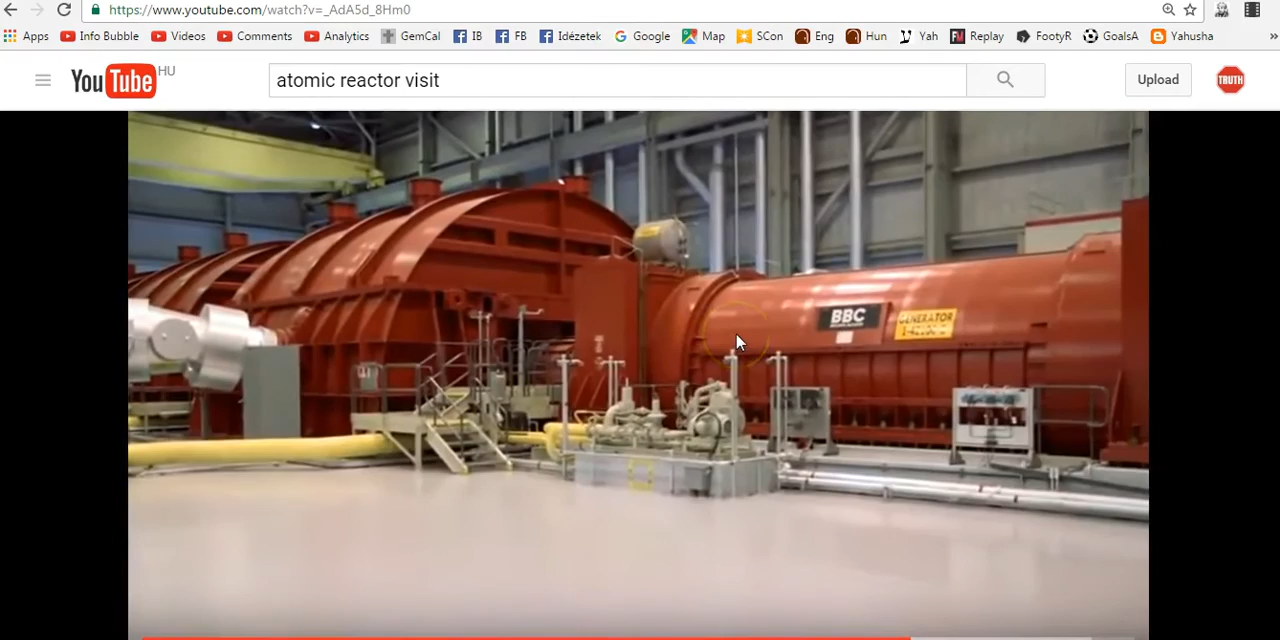 https://www.youtube.com/watch?v=_AdA5d_8Hm0
Apps Info Bubble Videos Comments Analytics GemCal IB FB Idézetek Google Map SCon Eng Hun Yah Replay FootyR GoalsA Yahusha »
YouTube HU atomic reactor visit Upload TRUTH
BBC
GENERATOR